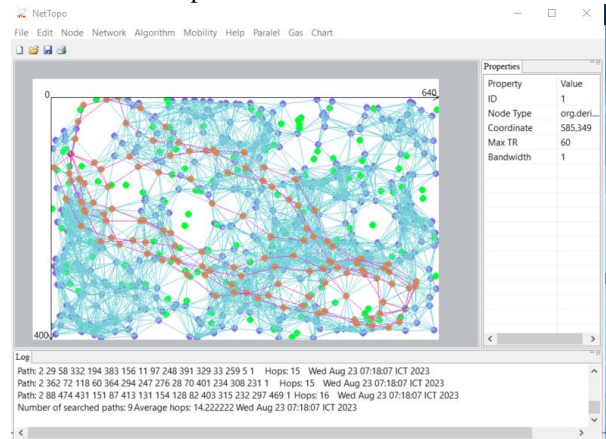 NetTopo
File Edit Node Network Algorithm Mobility Help Paralel Gas Chart
Properties
Property Value
ID 1
Node Type org.deri....
Coordinate 585,349
Max TR 60
Bandwidth 1
0 640
400
Log
Path: 2 29 58 332 194 383 156 11 97 248 391 329 33 259 5 1 Hops: 15 Wed Aug 23 07:18:07 ICT 2023
Path: 2 362 72 118 60 364 294 247 276 28 70 401 234 308 231 1 Hops: 15 Wed Aug 23 07:18:07 ICT 2023
Path: 2 88 474 431 151 87 413 131 154 128 82 403 315 232 297 469 1 Hops: 16 Wed Aug 23 07:18:07 ICT 2023
Number of searched paths: 9 Average hops: 14.222222 Wed Aug 23 07:18:07 ICT 2023